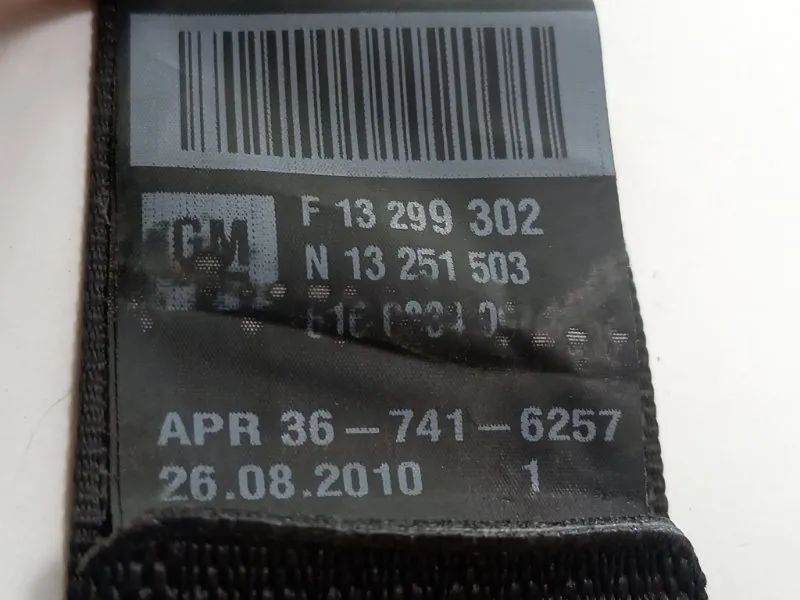 GM
F 13 299 302
N 13 251 503
APR 36-741-6257
26.08.2010 1